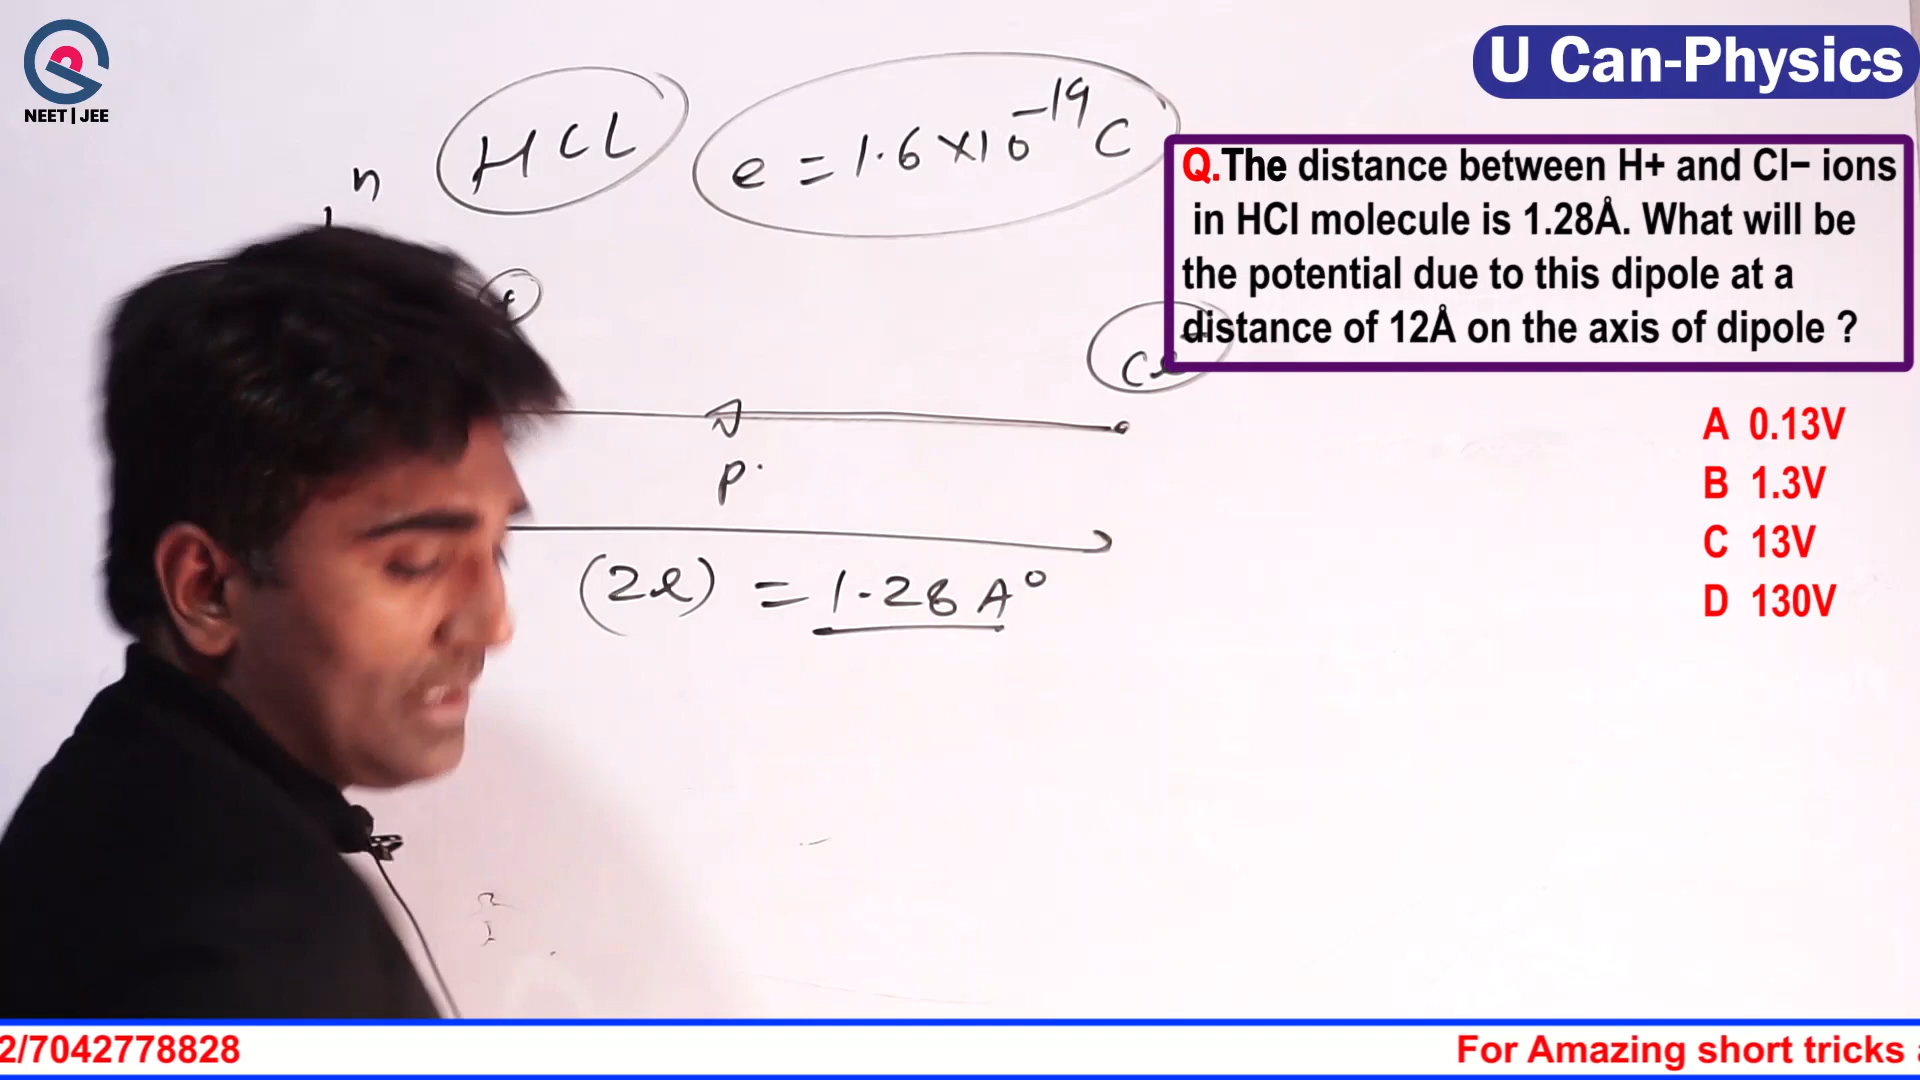 NEET|JEE
U Can-Physics
HCl
e = 1.6 × 10⁻¹⁹ C
Q.The distance between H+ and Cl− ions
in HCl molecule is 1.28Å. What will be
the potential due to this dipole at a
distance of 12Å on the axis of dipole ?
p
(2l) = 1.28 A°
A 0.13V
B 1.3V
C 13V
D 130V
2/7042778828
For Amazing short tricks